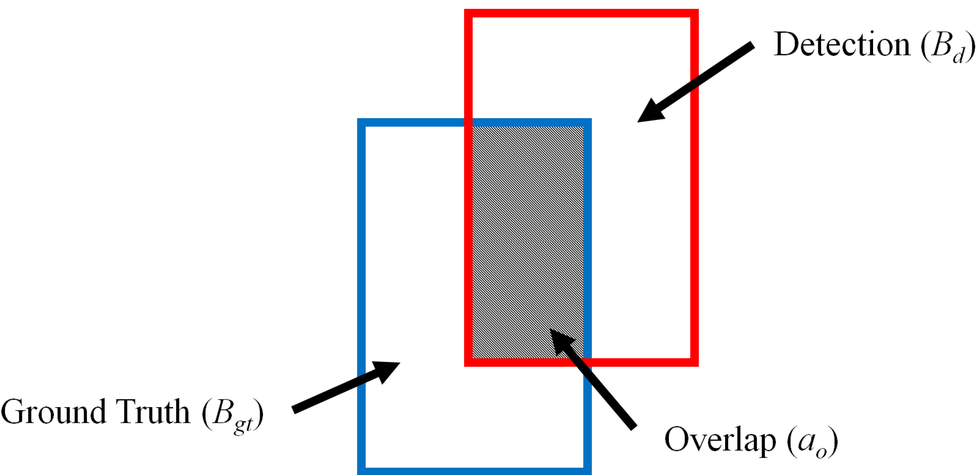 Detection (B_d)
Ground Truth (B_gt)
Overlap (a_o)